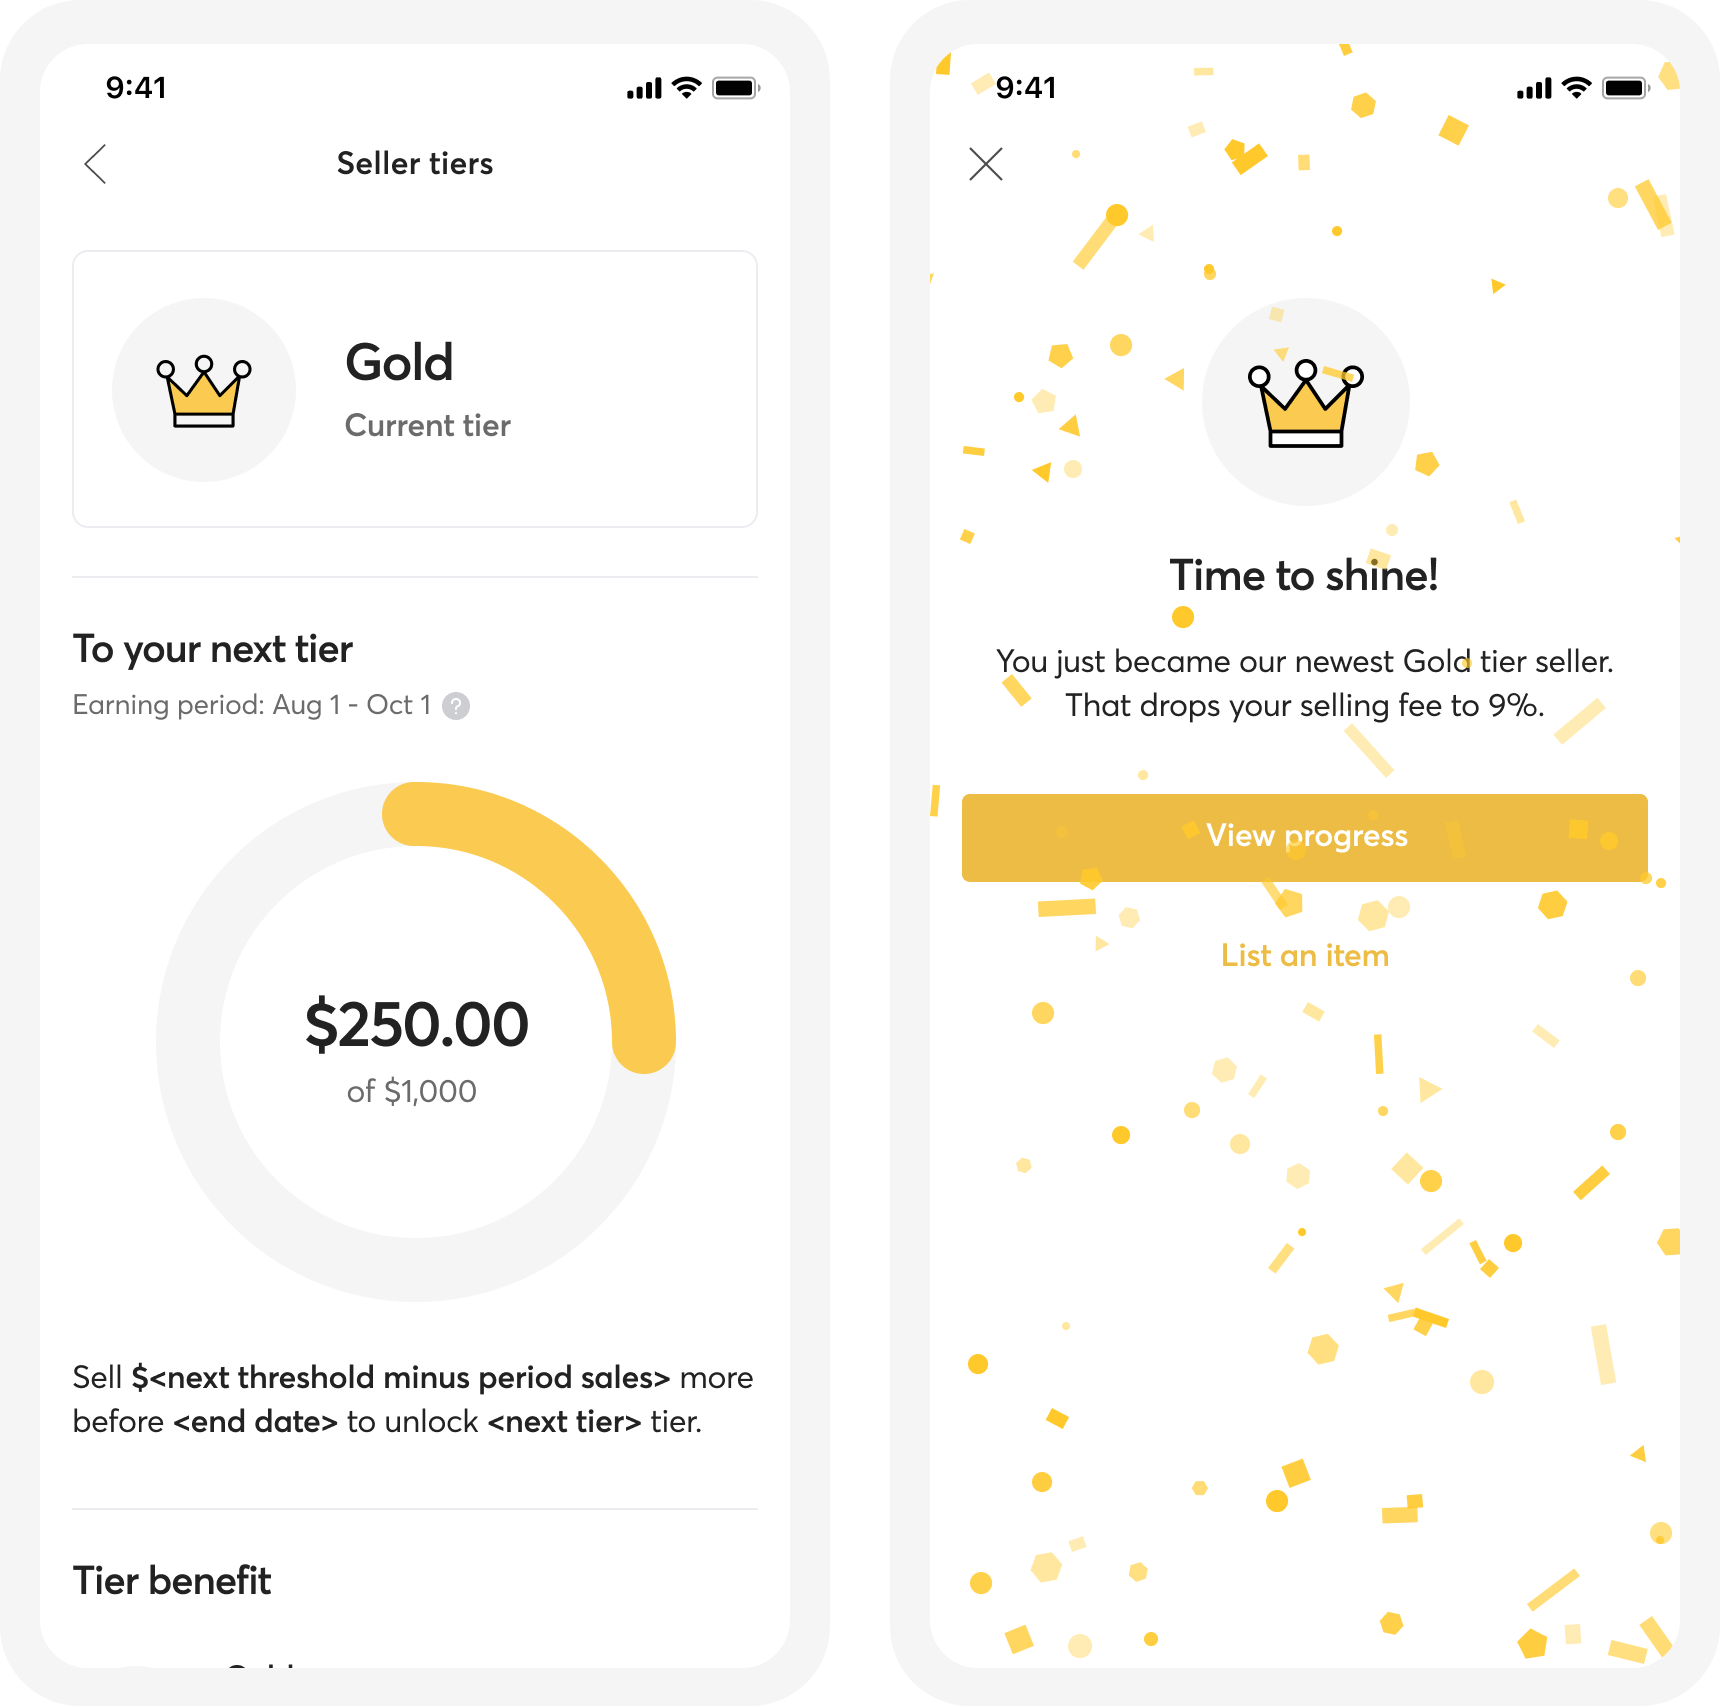 9:41
Seller tiers
Gold
Current tier
To your next tier
Earning period: Aug 1 - Oct 1 ?
$250.00
of $1,000
Sell $<next threshold minus period sales> more
before <end date> to unlock <next tier> tier.
Tier benefit
9:41
Time to shine!
You just became our newest Gold tier seller.
That drops your selling fee to 9%.
View progress
List an item